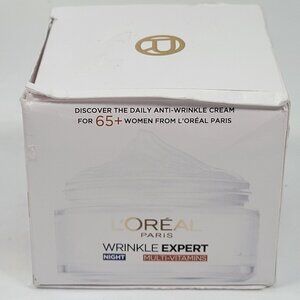 DISCOVER THE DAILY ANTI-WRINKLE CREAM
FOR 65+ WOMEN FROM L'ORÉAL PARIS
L'ORÉAL
PARIS
WRINKLE EXPERT
NIGHT MULTI-VITAMINS